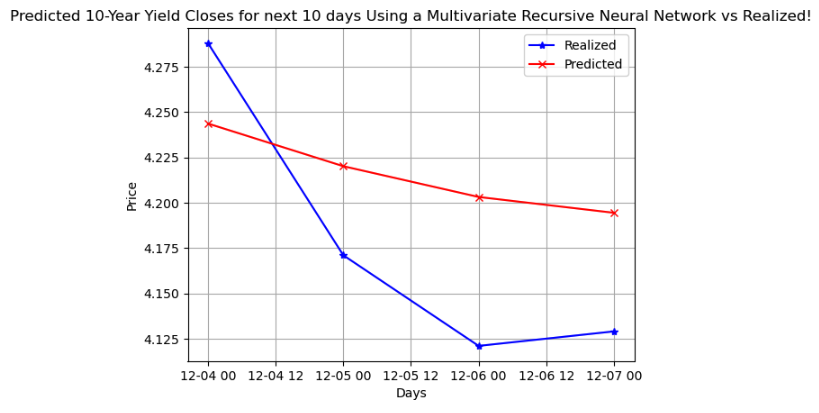 Predicted 10-Year Yield Closes for next 10 days Using a Multivariate Recursive Neural Network vs Realized!
Realized
Predicted
4.275
4.250
4.225
4.200
4.175
4.150
4.125
Price
12-04 00 12-04 12 12-05 00 12-05 12 12-06 00 12-06 12 12-07 00
Days